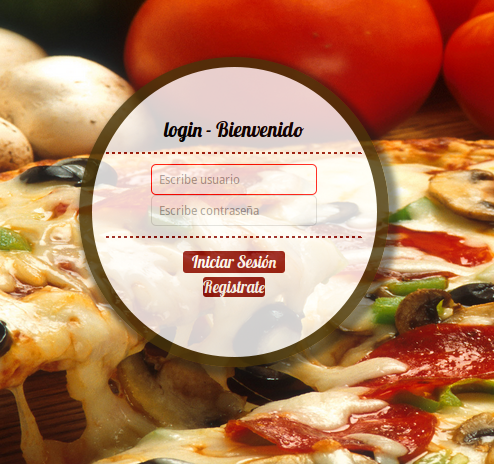 login - Bienvenido
Escribe usuario
Escribe contraseña
Iniciar Sesión
Registrate